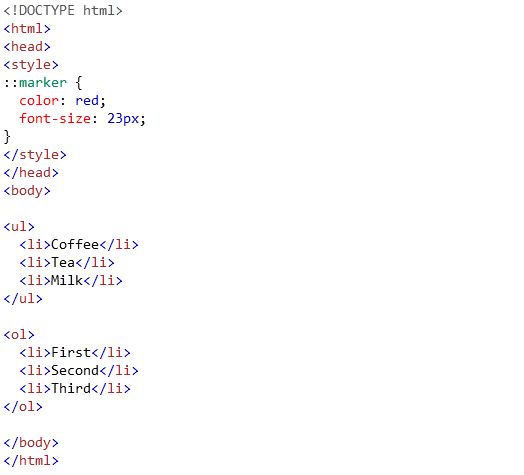 <!DOCTYPE html>
<html>
<head>
<style>
::marker {
  color: red;
  font-size: 23px;
}
</style>
</head>
<body>

<ul>
  <li>Coffee</li>
  <li>Tea</li>
  <li>Milk</li>
</ul>

<ol>
  <li>First</li>
  <li>Second</li>
  <li>Third</li>
</ol>

</body>
</html>